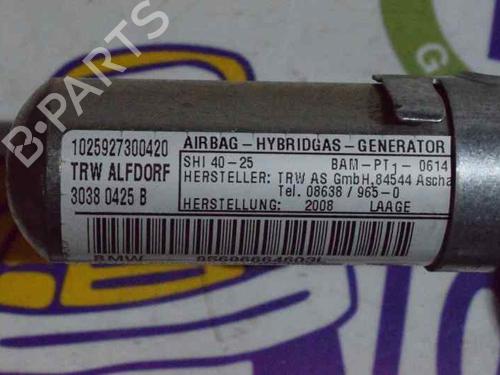 B-PARTS
1025927300420
TRW ALFDORF
3038 0425 B
AIRBAG-HYBRIDGAS-GENERATOR
SHI 40-25 BAM-PT1-0614
HERSTELLER: TRW AS GmbH, 84544 Ascha
Tel. 08638 / 965-0
HERSTELLUNG: 2008 LAAGE
BMW